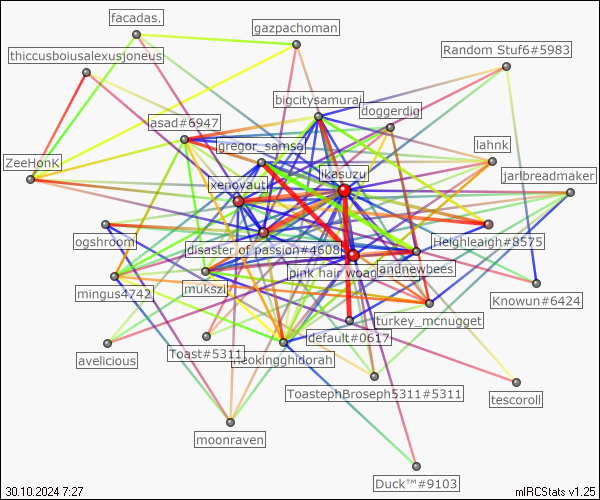 facadas.
gazpachoman
thiccusboiusalexusjoneus
Random Stuf6#5983
bigcitysamurai
doggerdig
asad#6947
gregor_samsa
lahnk
ZeeHonK
ikasuzu
jarlbreadmaker
xenovauti
ogshroom
Heighleaigh#8575
disaster of passion#4608
pink hair woag
andnewbees
mingus4742
mukszi
Knowun#6424
turkey_mcnugget
default#0617
avelicious
Toast#5311
neokingghidorah
ToastephBroseph5311#5311
tescoroll
moonraven
Duck™#9103
30.10.2024 7:27
mIRCStats v1.25